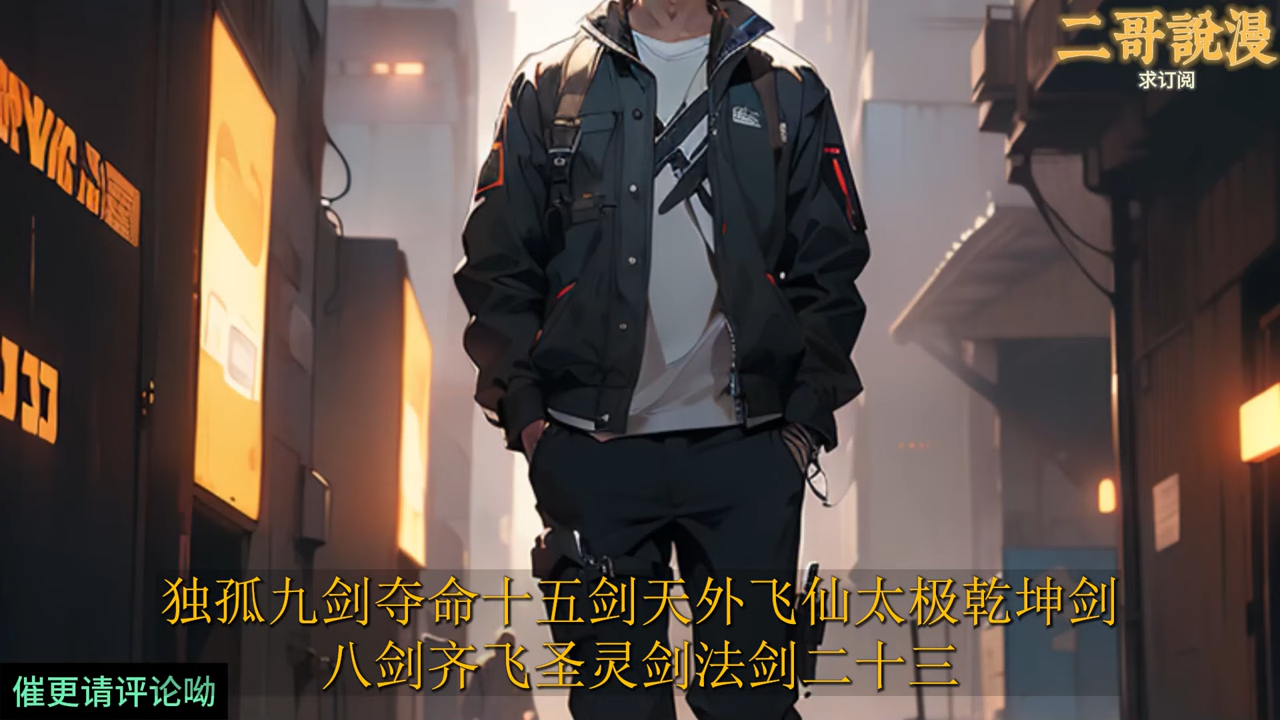 二哥說漫
求订阅
独孤九剑夺命十五剑天外飞仙太极乾坤剑
八剑齐飞圣灵剑法剑二十三
催更请评论呦